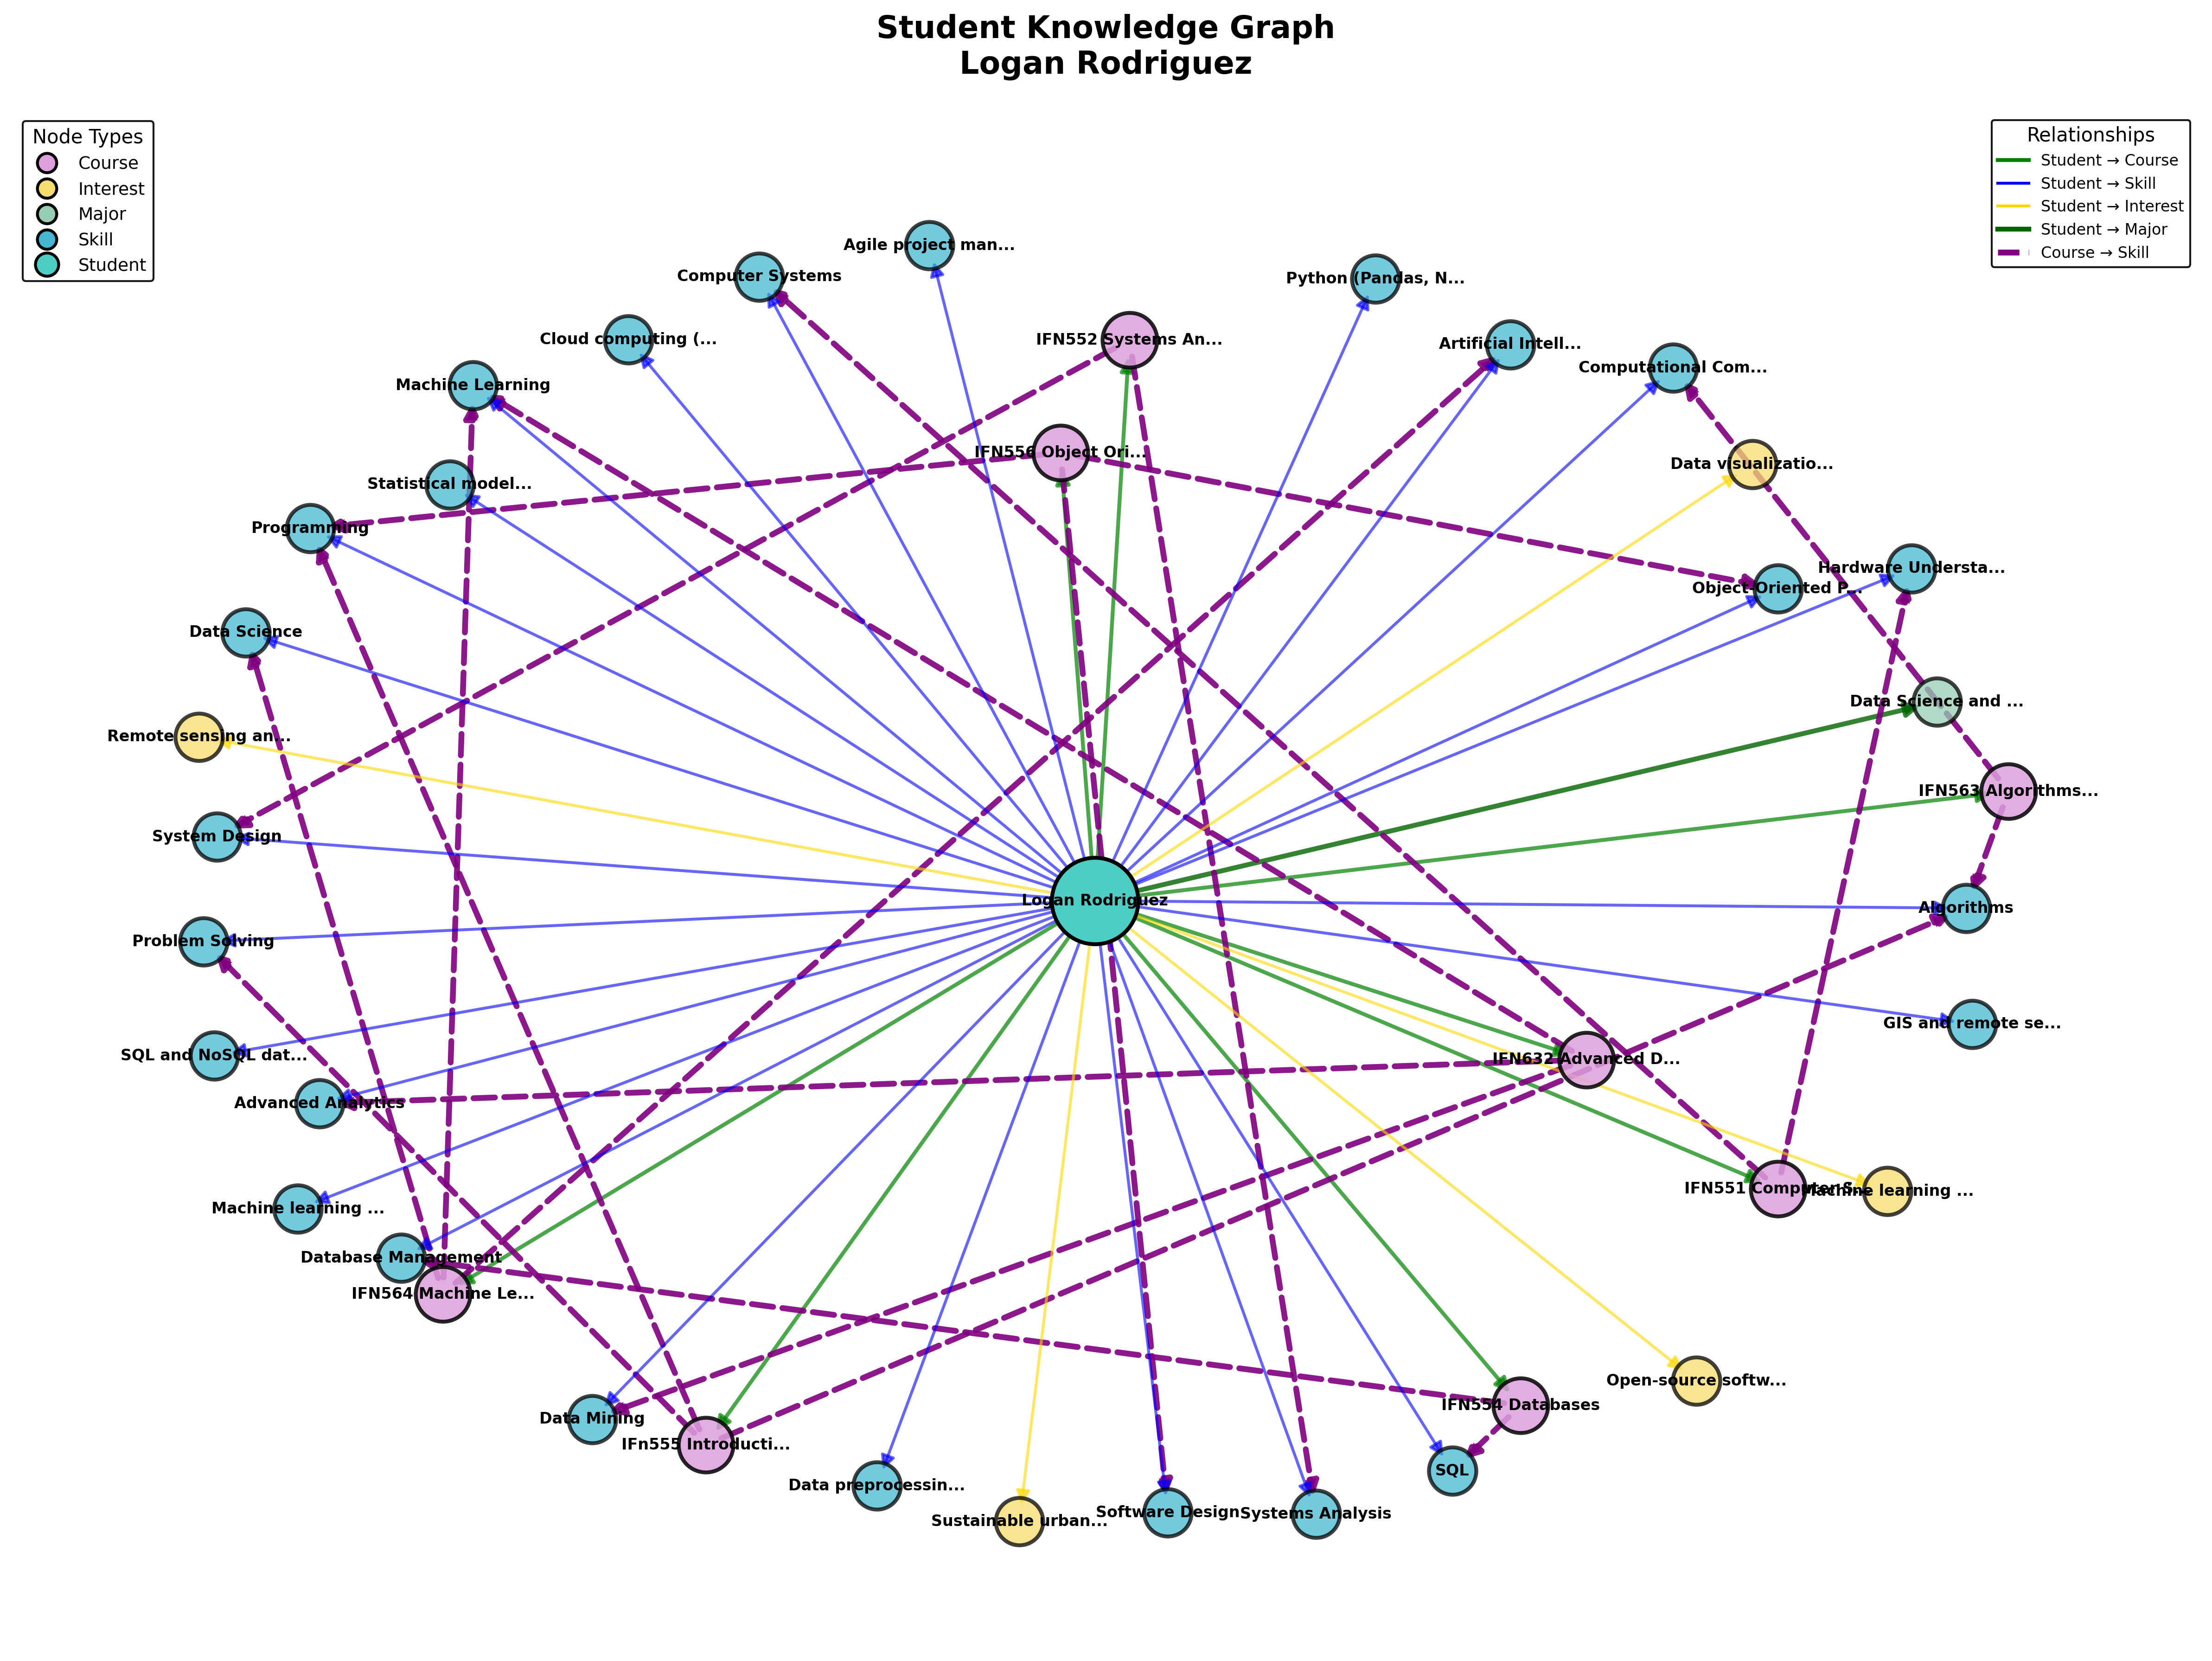 Student Knowledge Graph
Logan Rodriguez
Node Types
Course
Interest
Major
Skill
Student
Relationships
Student → Course
Student → Skill
Student → Interest
Student → Major
Course → Skill
Agile project man...
Computer Systems
Python (Pandas, N...
Cloud computing (...
IFN552 Systems An...
Artificial Intell...
Computational Com...
Machine Learning
IFN556 Object Ori...
Data visualizatio...
Statistical model...
Programming
Hardware Understa...
Object-Oriented P...
Data Science
Data Science and ...
Remote sensing an...
IFN563 Algorithms...
System Design
Logan Rodriguez
Algorithms
Problem Solving
GIS and remote se...
SQL and NoSQL dat...
IFN632 Advanced D...
Advanced Analytics
IFN551 Computer S...
Machine learning ...
Machine learning ...
Database Management
IFN564 Machine Le...
Open-source softw...
IFN554 Databases
Data Mining
IFn555 Introducti...
SQL
Data preprocessin...
Software Design
Systems Analysis
Sustainable urban...